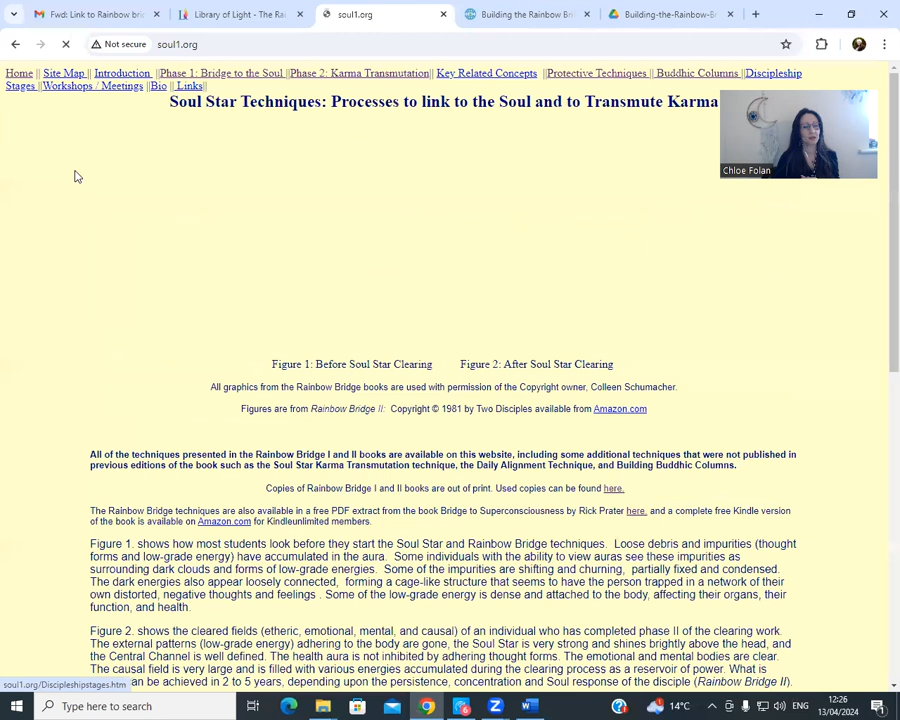 Fwd: Link to Rainbow bri
Library of Light - The Ra
soul1.org
Building the Rainbow Br
Building-the-Rainbow-Br
Not secure soul1.org
Home || Site Map || Introduction || Phase 1: Bridge to the Soul || Phase 2: Karma Transmutation || Key Related Concepts || Protective Techniques || Buddhic Columns || Discipleship
Stages || Workshops / Meetings || Bio || Links ||
Soul Star Techniques: Processes to link to the Soul and to Transmute Karma
Chloe Folan
Figure 1: Before Soul Star Clearing Figure 2: After Soul Star Clearing
All graphics from the Rainbow Bridge books are used with permission of the Copyright owner, Colleen Schumacher.
Figures are from Rainbow Bridge II: Copyright © 1981 by Two Disciples available from Amazon.com
All of the techniques presented in the Rainbow Bridge I and II books are available on this website, including some additional techniques that were not published in
previous editions of the book such as the Soul Star Karma Transmutation technique, the Daily Alignment Technique, and Building Buddhic Columns.
Copies of Rainbow Bridge I and II books are out of print. Used copies can be found here.
The Rainbow Bridge techniques are also available in a free PDF extract from the book Bridge to Superconsciousness by Rick Prater here, and a complete free Kindle version
of the book is available on Amazon.com for Kindleunlimited members.
Figure 1. shows how most students look before they start the Soul Star and Rainbow Bridge techniques. Loose debris and impurities (thought
forms and low-grade energy) have accumulated in the aura. Some individuals with the ability to view auras see these impurities as
surrounding dark clouds and forms of low-grade energies. Some of the impurities are shifting and churning, partially fixed and condensed.
The dark energies also appear loosely connected, forming a cage-like structure that seems to have the person trapped in a network of their
own distorted, negative thoughts and feelings . Some of the low-grade energy is dense and attached to the body, affecting their organs, their
function, and health.
Figure 2. shows the cleared fields (etheric, emotional, mental, and causal) of an individual who has completed phase II of the clearing work.
The external patterns (low-grade energy) adhering to the body are gone, the Soul Star is very strong and shines brightly above the head, and
the Central Channel is well defined. The health aura is not inhibited by adhering thought forms. The emotional and mental bodies are clear.
The causal field is very large and is filled with various energies accumulated during the clearing process as a reservoir of power. What is
can be achieved in 2 to 5 years, depending upon the persistence, concentration and Soul response of the disciple (Rainbow Bridge II).
soul1.org/Discipleshipstages.htm
Type here to search
14°C
ENG
12:26
13/04/2024